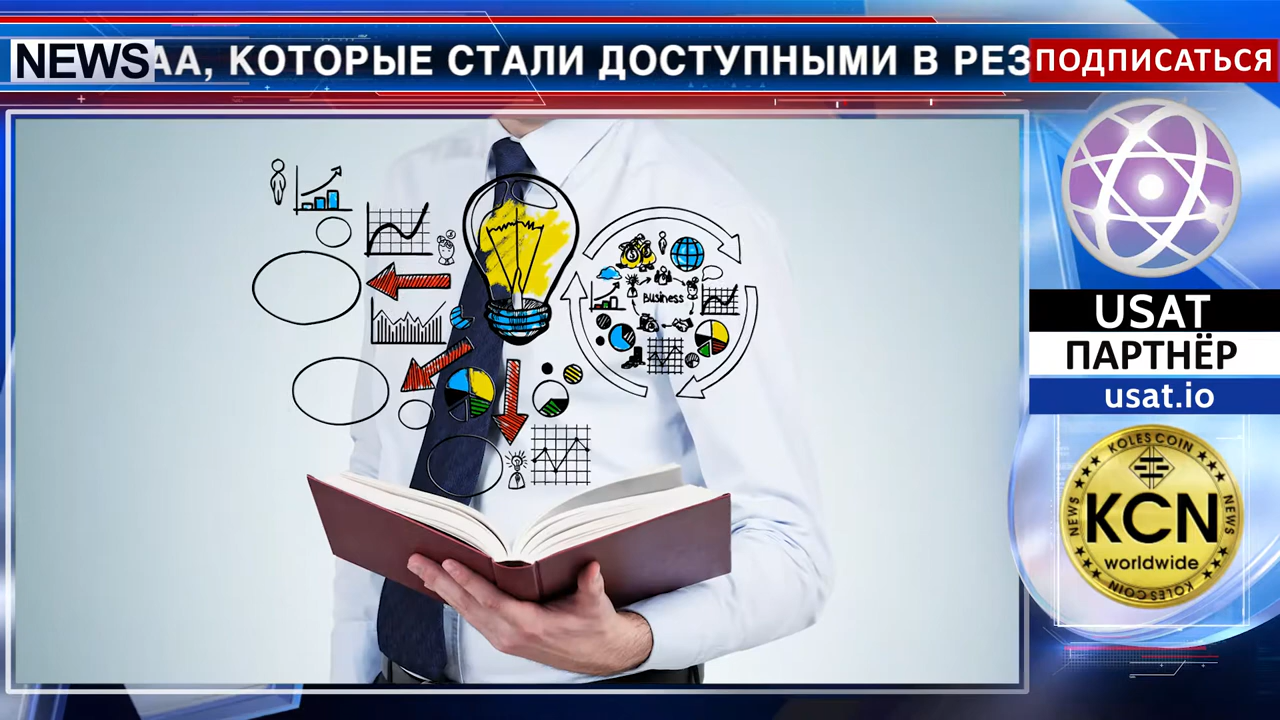 NEWS
АА, КОТОРЫЕ СТАЛИ ДОСТУПНЫМИ В РЕЗ
ПОДПИСАТЬСЯ
Business
USAT
ПАРТНЁР
usat.io
KOLES COIN
NEWS
KCN
NEWS
worldwide
KOLES COIN